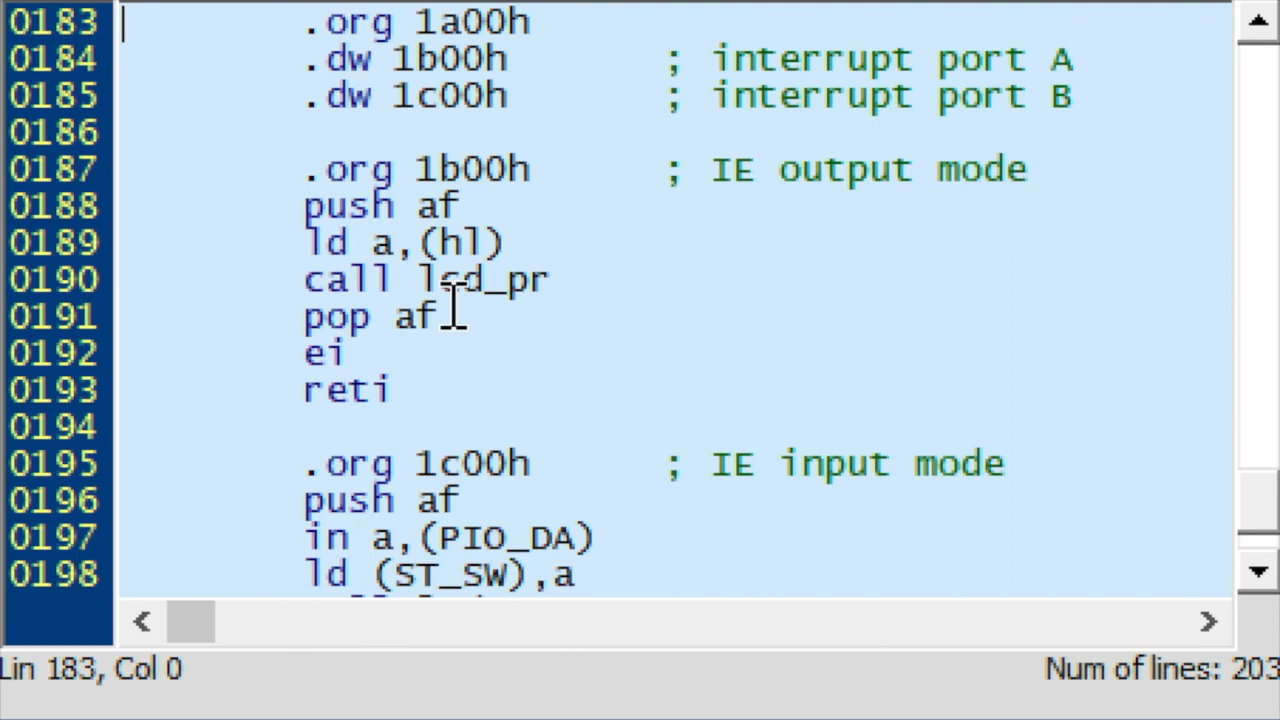 0183 .org 1a00h
0184 .dw 1b00h ; interrupt port A
0185 .dw 1c00h ; interrupt port B
0186
0187 .org 1b00h ; IE output mode
0188 push af
0189 ld a,(hl)
0190 call lcd_pr
0191 pop af
0192 ei
0193 reti
0194
0195 .org 1c00h ; IE input mode
0196 push af
0197 in a,(PIO_DA)
0198 ld (ST_SW),a
Lin 183, Col 0 Num of lines: 203